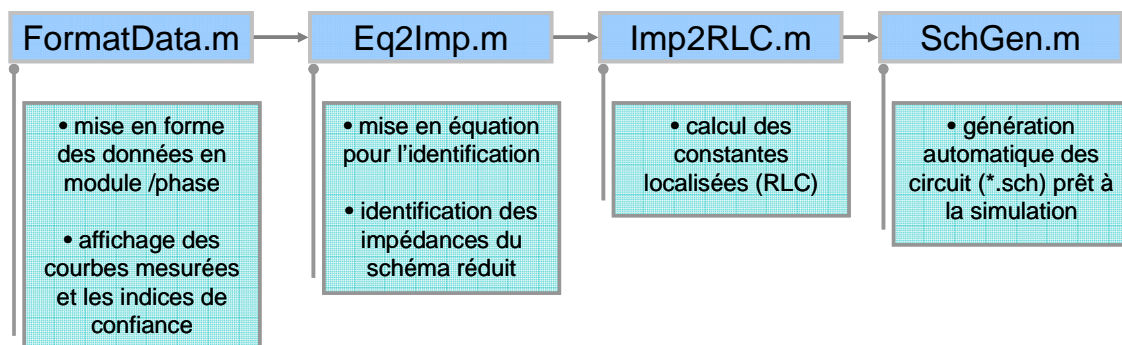 FormatData.m
Eq2Imp.m
Imp2RLC.m
SchGen.m
• mise en forme
des données en
module /phase
• affichage des
courbes mesurées
et les indices de
confiance
• mise en équation
pour l'identification
• identification des
impédances du
schéma réduit
• calcul des
constantes
localisées (RLC)
• génération
automatique des
circuit (*.sch) prêt à
la simulation